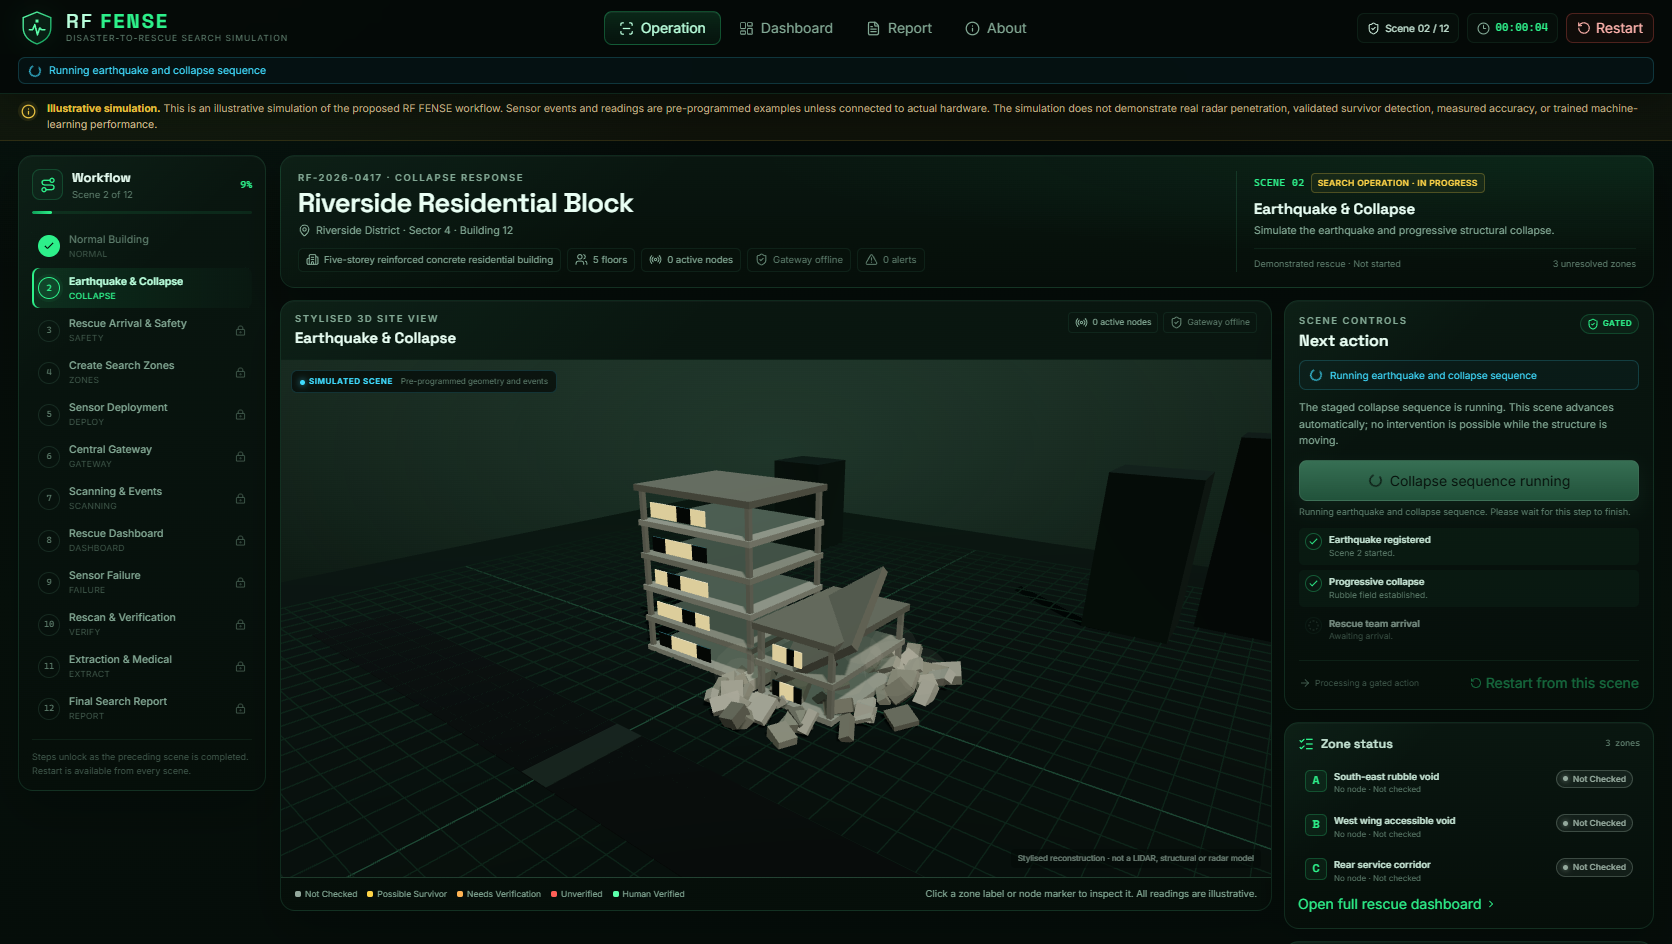 RF FENSE
DISASTER-TO-RESCUE SEARCH SIMULATION
Operation
Dashboard
Report
About
Scene 02 / 12
00:00:04
Restart
Running earthquake and collapse sequence
Illustrative simulation. This is an illustrative simulation of the proposed RF FENSE workflow. Sensor events and readings are pre-programmed examples unless connected to actual hardware. The simulation does not demonstrate real radar penetration, validated survivor detection, measured accuracy, or trained machine-
learning performance.
Workflow
Scene 2 of 12
9%
Normal Building
NORMAL
2
Earthquake & Collapse
COLLAPSE
3
Rescue Arrival & Safety
SAFETY
4
Create Search Zones
ZONES
5
Sensor Deployment
DEPLOY
6
Central Gateway
GATEWAY
7
Scanning & Events
SCANNING
8
Rescue Dashboard
DASHBOARD
9
Sensor Failure
FAILURE
10
Rescan & Verification
VERIFY
11
Extraction & Medical
EXTRACT
12
Final Search Report
REPORT
Steps unlock as the preceding scene is completed.
Restart is available from every scene.
RF-2026-0417 · COLLAPSE RESPONSE
Riverside Residential Block
Riverside District · Sector 4 · Building 12
Five-storey reinforced concrete residential building
5 floors
0 active nodes
Gateway offline
0 alerts
SCENE 02
SEARCH OPERATION · IN PROGRESS
Earthquake & Collapse
Simulate the earthquake and progressive structural collapse.
Demonstrated rescue · Not started
3 unresolved zones
STYLISED 3D SITE VIEW
Earthquake & Collapse
0 active nodes
Gateway offline
SIMULATED SCENE
Pre-programmed geometry and events
Stylised reconstruction · not a LIDAR, structural or radar model
Not Checked
Possible Survivor
Needs Verification
Unverified
Human Verified
Click a zone label or node marker to inspect it. All readings are illustrative.
SCENE CONTROLS
Next action
GATED
Running earthquake and collapse sequence
The staged collapse sequence is running. This scene advances
automatically; no intervention is possible while the structure is
moving.
Collapse sequence running
Running earthquake and collapse sequence. Please wait for this step to finish.
Earthquake registered
Scene 2 started.
Progressive collapse
Rubble field established.
Rescue team arrival
Awaiting arrival.
Processing a gated action
Restart from this scene
Zone status
3 zones
A
South-east rubble void
No node · Not checked
Not Checked
B
West wing accessible void
No node · Not checked
Not Checked
C
Rear service corridor
No node · Not checked
Not Checked
Open full rescue dashboard